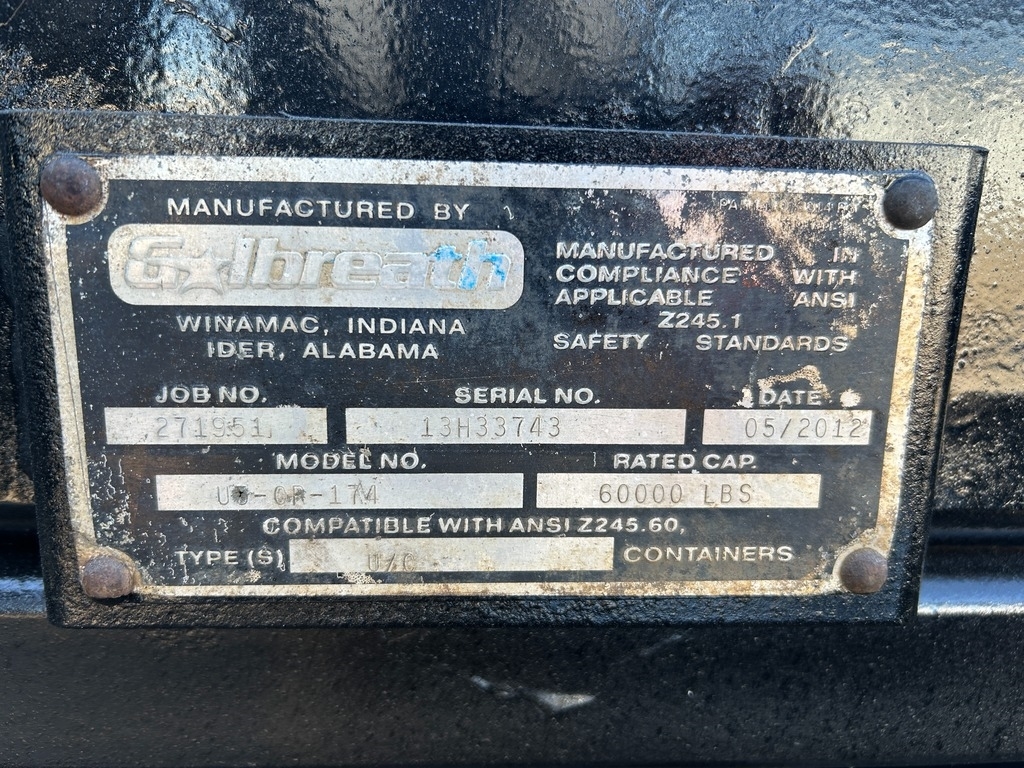 MANUFACTURED BY
Galbreath
WINAMAC, INDIANA
IDER, ALABAMA
MANUFACTURED IN
COMPLIANCE WITH
APPLICABLE ANSI
Z245.1
SAFETY STANDARDS
JOB NO. SERIAL NO. DATE
271951 13H33743 05/2012
MODEL NO. RATED CAP.
60000 LBS
COMPATIBLE WITH ANSI Z245.60,
TYPE (S) CONTAINERS